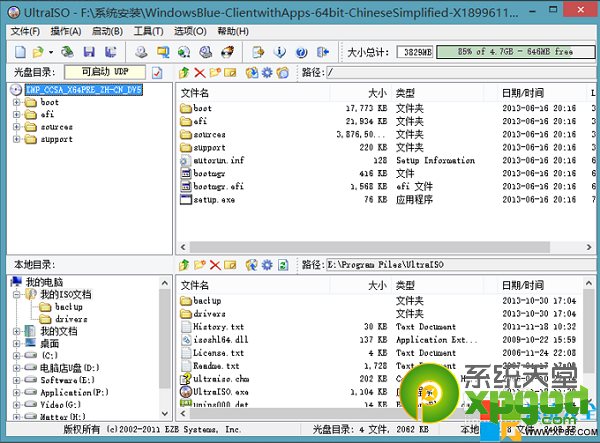 UltraISO - F:\系统安装\WindowsBlue-ClientwithApps-64bit-ChineseSimplified-X1899611...
文件(F) 操作(A) 启动(B) 工具(T) 选项(O) 帮助(H)
大小总计: 3829MB 85% of 4.7GB - 646MB free
光盘目录: 可启动 UDF 路径: /
IMP_CCSA_X64FRE_ZH-CN_DV5
boot
efi
sources
support
文件名 大小 类型 日期/时间
boot 17,773 KB 文件夹 2013-06-16 20:16
efi 21,934 KB 文件夹 2013-06-16 20:16
sources 3,876,50... 文件夹 2013-06-16 20:16
support 220 KB 文件夹 2013-06-16 20:16
autorun.inf 128 Setup Information 2013-06-16 20:16
bootmgr 416 KB 文件 2013-06-16 20:16
bootmgr.efi 1,568 KB efi 文件 2013-06-16 20:16
setup.exe 76 KB 应用程序 2013-06-16 20:16
本地目录: 路径: E:\Program Files\UltraISO
我的电脑
我的ISO文档
backup
drivers
我的文档
桌面
(C:)
电脑店U盘(D:)
Software(E:)
Application(P:)
Video(G:)
Matter(H:)
文件名 大小 类型 日期/时间
backup 文件夹 2013-10-30 17:04
drivers 文件夹 2013-10-30 17:04
History.txt 30 KB Text Document 2011-11-18 10:32
isoshl64.dll 137 KB Application Ext... 2009-10-22 15:59
License.txt 4 KB Text Document 2006-11-24 22:08
Readme.txt 1,728 Text Document
ultraiso.chm 202 KB
UltraISO.exe 1,104 KB
unins000.dat 14 KB
版权所有 (c)2002-2011 EZB Systems, Inc. 光盘目录: 4 文件, 2062 KB
系统天堂
xpgod.com
www.XP85.com